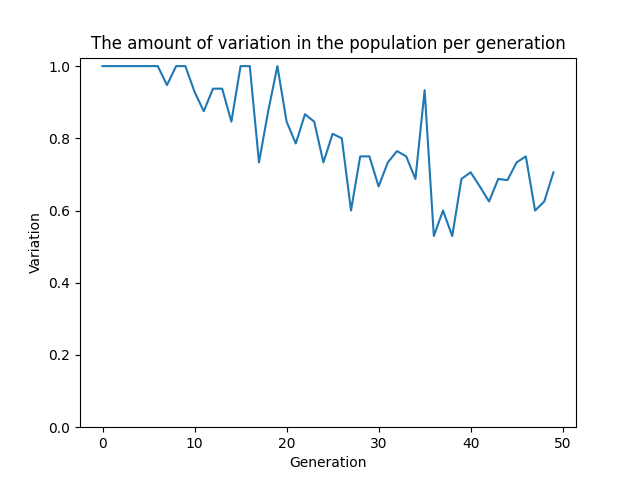 The amount of variation in the population per generation
1.0
0.8
0.6
0.4
0.2
0.0
Variation
0 10 20 30 40 50
Generation